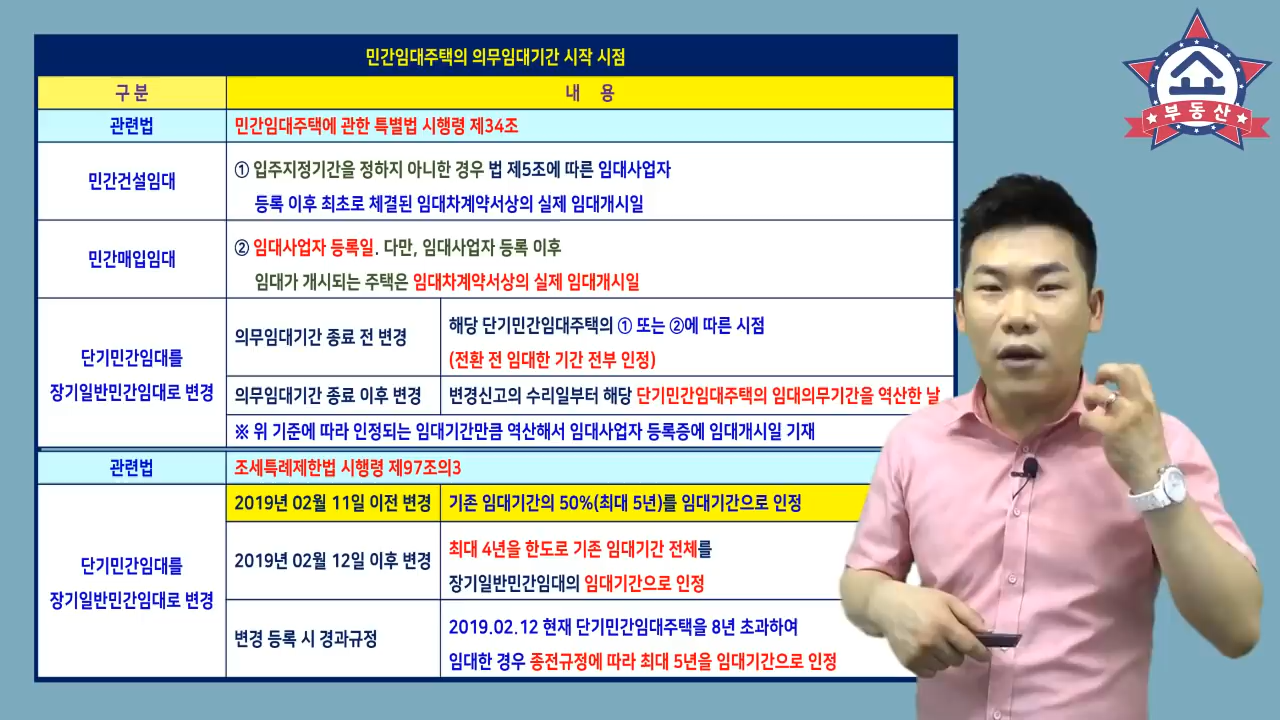 민간임대주택의 의무임대기간 시작 시점
구 분
내 용
관련법
민간임대주택에 관한 특별법 시행령 제34조
민간건설임대
① 입주지정기간을 정하지 아니한 경우 법 제5조에 따른 임대사업자
등록 이후 최초로 체결된 임대차계약서상의 실제 임대개시일
민간매입임대
② 임대사업자 등록일. 다만, 임대사업자 등록 이후
임대가 개시되는 주택은 임대차계약서상의 실제 임대개시일
단기민간임대를
장기일반민간임대로 변경
의무임대기간 종료 전 변경
해당 단기민간임대주택의 ① 또는 ②에 따른 시점
(전환 전 임대한 기간 전부 인정)
의무임대기간 종료 이후 변경
변경신고의 수리일부터 해당 단기민간임대주택의 임대의무기간을 역산한 날
※ 위 기준에 따라 인정되는 임대기간만큼 역산해서 임대사업자 등록증에 임대개시일 기재
관련법
조세특례제한법 시행령 제97조의3
단기민간임대를
장기일반민간임대로 변경
2019년 02월 11일 이전 변경
기존 임대기간의 50%(최대 5년)를 임대기간으로 인정
2019년 02월 12일 이후 변경
최대 4년을 한도로 기존 임대기간 전체를
장기일반민간임대의 임대기간으로 인정
변경 등록 시 경과규정
2019.02.12 현재 단기민간임대주택을 8년 초과하여
임대한 경우 종전규정에 따라 최대 5년을 임대기간으로 인정
쇼
부동산